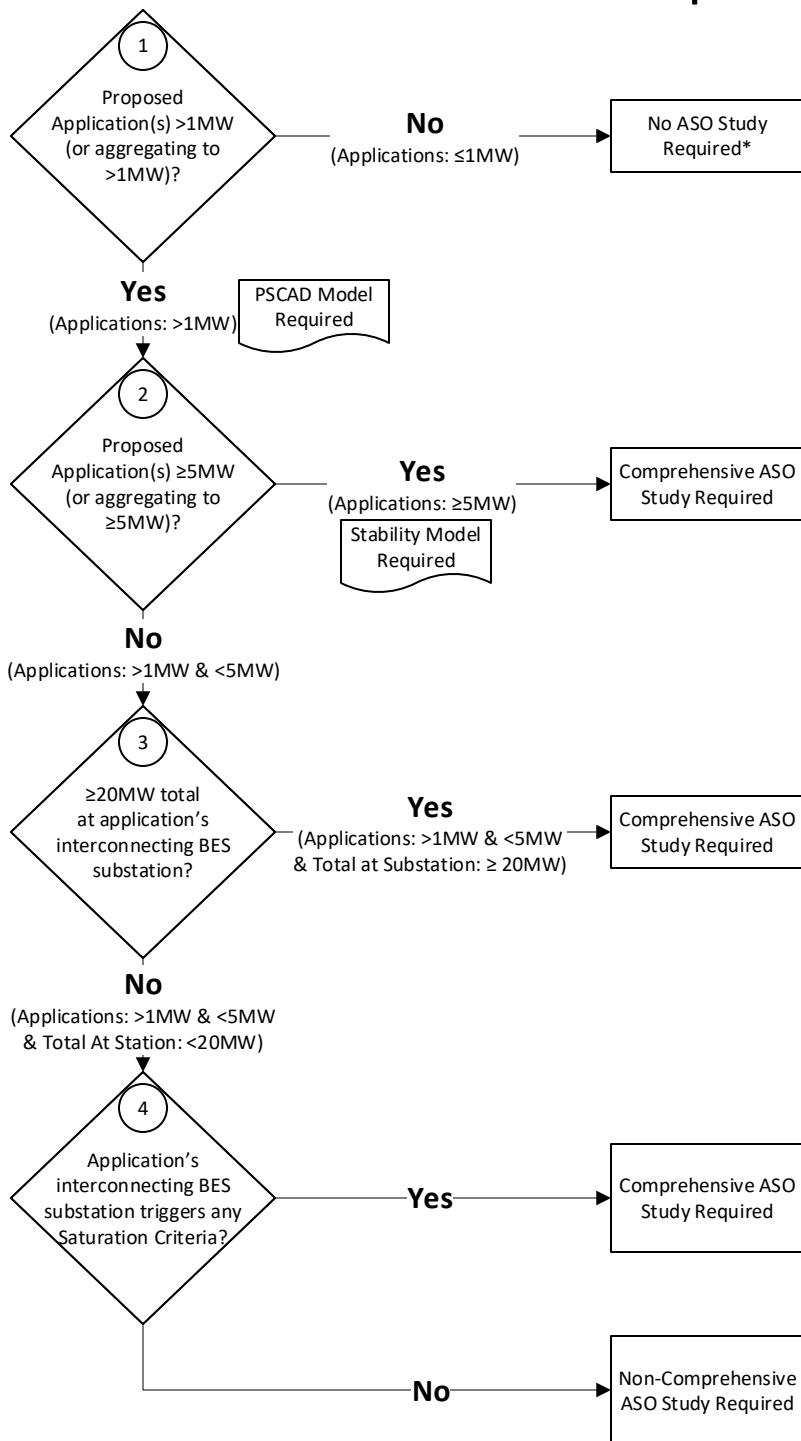 1
Proposed
Application(s) >1MW
(or aggregating to
>1MW)?
No
(Applications: ≤1MW)
No ASO Study
Required*
Yes
(Applications: >1MW)
PSCAD Model
Required
2
Proposed
Application(s) ≥5MW
(or aggregating to
≥5MW)?
Yes
(Applications: ≥5MW)
Stability Model
Required
Comprehensive ASO
Study Required
No
(Applications: >1MW & <5MW)
3
≥20MW total
at application’s
interconnecting BES
substation?
Yes
(Applications: >1MW & <5MW
& Total at Substation: ≥ 20MW)
Comprehensive ASO
Study Required
No
(Applications: >1MW & <5MW
& Total At Station: <20MW)
4
Application’s
interconnecting BES
substation triggers any
Saturation Criteria?
Yes
Comprehensive ASO
Study Required
No
Non-Comprehensive
ASO Study Required